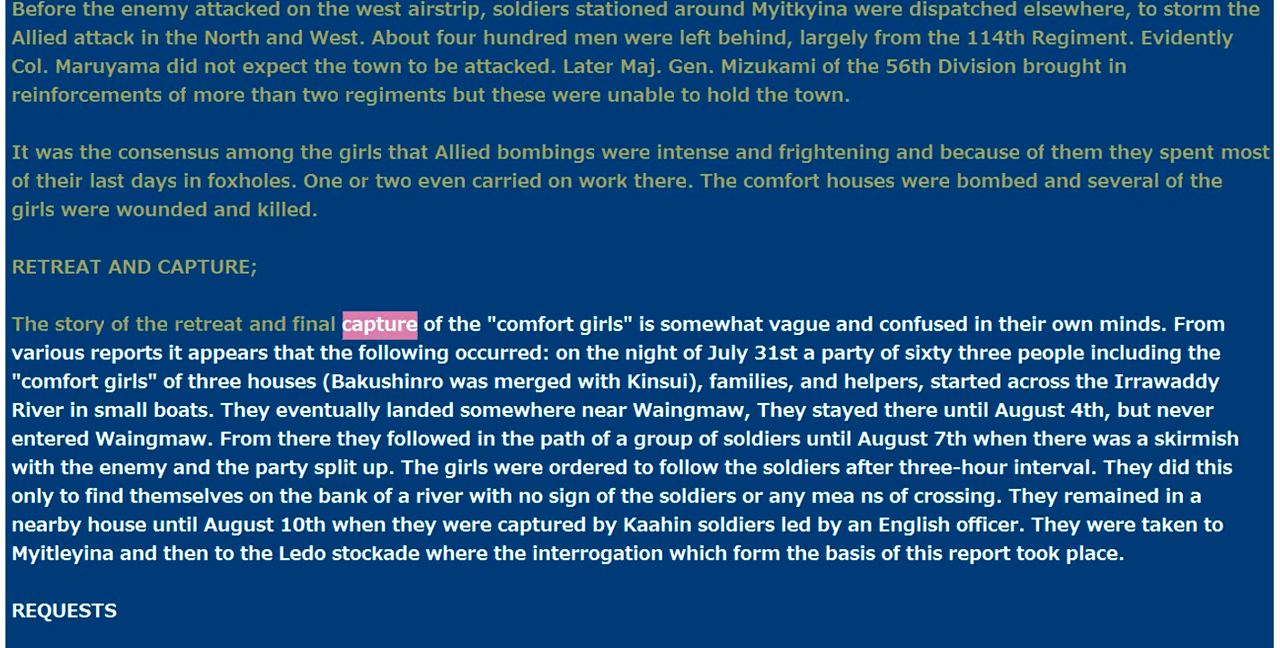 Before the enemy attacked on the west airstrip, soldiers stationed around Myitkyina were dispatched elsewhere, to storm the
Allied attack in the North and West. About four hundred men were left behind, largely from the 114th Regiment. Evidently
Col. Maruyama did not expect the town to be attacked. Later Maj. Gen. Mizukami of the 56th Division brought in
reinforcements of more than two regiments but these were unable to hold the town.
It was the consensus among the girls that Allied bombings were intense and frightening and because of them they spent most
of their last days in foxholes. One or two even carried on work there. The comfort houses were bombed and several of the
girls were wounded and killed.
RETREAT AND CAPTURE;
The story of the retreat and final capture of the "comfort girls" is somewhat vague and confused in their own minds. From
various reports it appears that the following occurred: on the night of July 31st a party of sixty three people including the
"comfort girls" of three houses (Bakushinro was merged with Kinsui), families, and helpers, started across the Irrawaddy
River in small boats. They eventually landed somewhere near Waingmaw, They stayed there until August 4th, but never
entered Waingmaw. From there they followed in the path of a group of soldiers until August 7th when there was a skirmish
with the enemy and the party split up. The girls were ordered to follow the soldiers after three-hour interval. They did this
only to find themselves on the bank of a river with no sign of the soldiers or any mea ns of crossing. They remained in a
nearby house until August 10th when they were captured by Kaahin soldiers led by an English officer. They were taken to
Myitleyina and then to the Ledo stockade where the interrogation which form the basis of this report took place.
REQUESTS